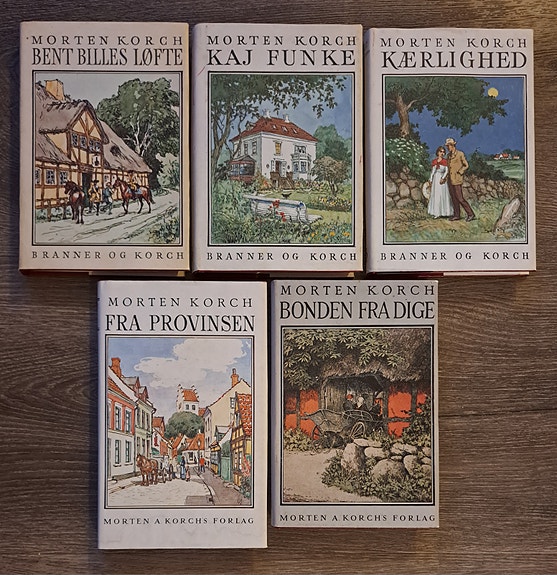 MORTEN KORCH
BENT BILLES LØFTE
BRANNER OG KORCH
MORTEN KORCH
KAJ FUNKE
BRANNER OG KORCH
MORTEN KORCH
KÆRLIGHED
BRANNER OG KORCH
MORTEN KORCH
FRA PROVINSEN
MORTEN A KORCHS FORLAG
MORTEN KORCH
BONDEN FRA DIGE
MORTEN A KORCHS FORLAG